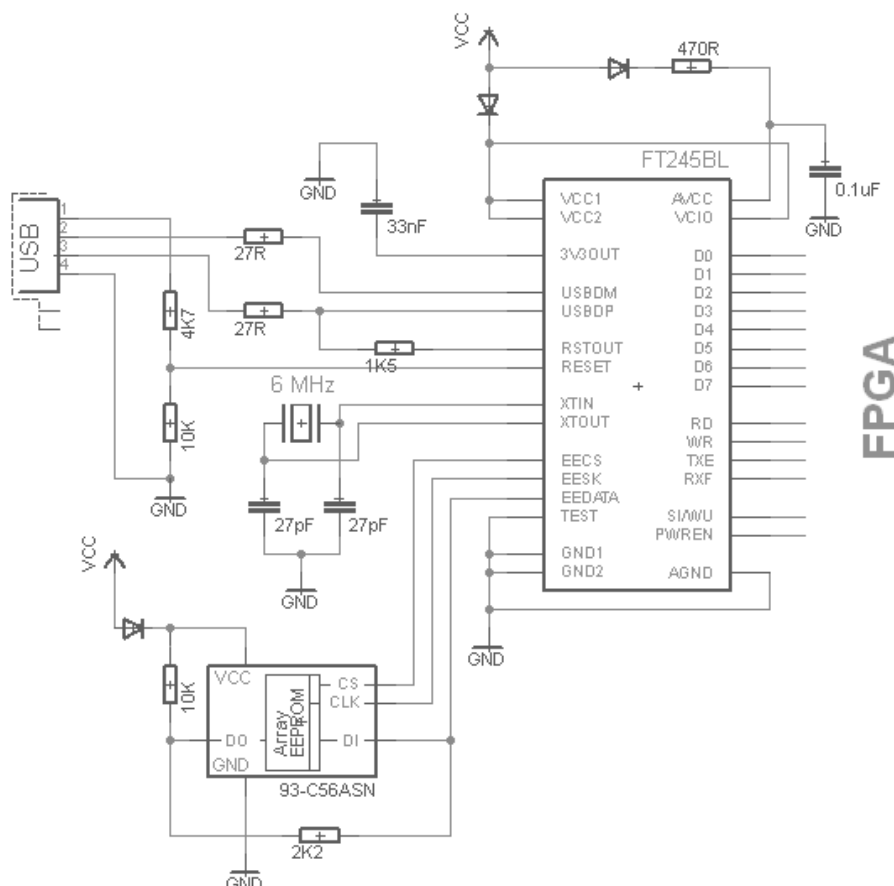 VCC
470R
FT245BL
0.1uF
GND
GND
33nF
USB
1
2
3
4
27R
27R
4K7
10K
GND
1K5
6 MHz
27pF
27pF
GND
VCC1
VCC2
3V3OUT
USBDM
USBDP
RSTOUT
RESET
XTIN
XTOUT
EECS
EESK
EEDATA
TEST
GND1
GND2
AVCC
VCIO
D0
D1
D2
D3
D4
D5
D6
D7
RD
WR
TXE
RXF
SI/WU
PWREN
AGND
FPGA
GND
VCC
10K
VCC
CS
CLK
Array
EEPROM
DO
DI
GND
93-C56ASN
2K2
GND